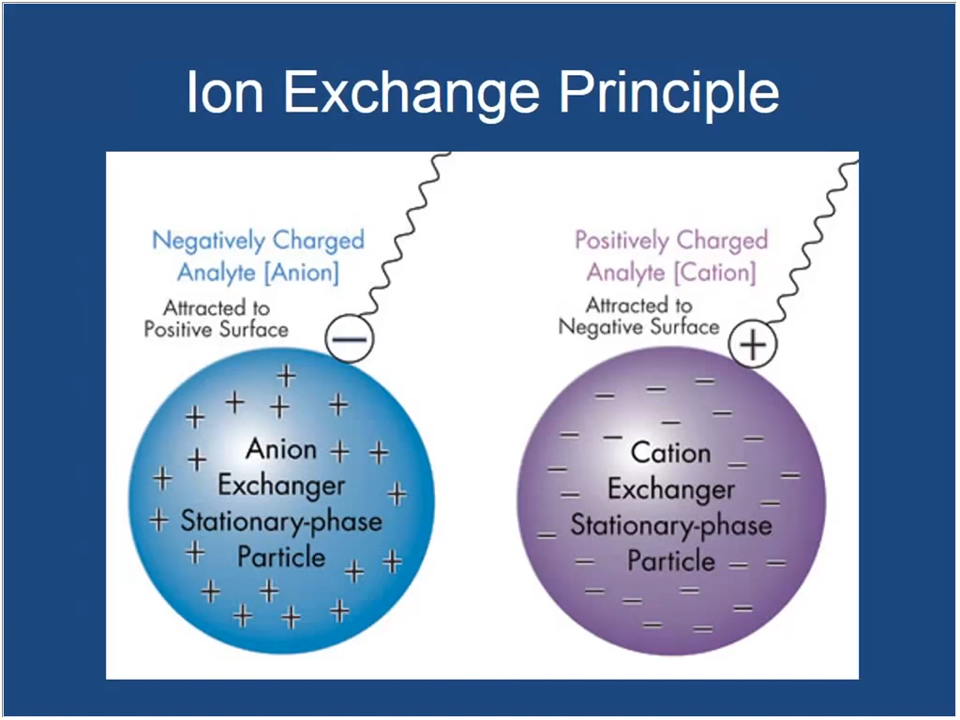 Ion Exchange Principle
Negatively Charged
Analyte [Anion]
Attracted to
Positive Surface
Anion
Exchanger
Stationary-phase
Particle
Positively Charged
Analyte [Cation]
Attracted to
Negative Surface
Cation
Exchanger
Stationary-phase
Particle